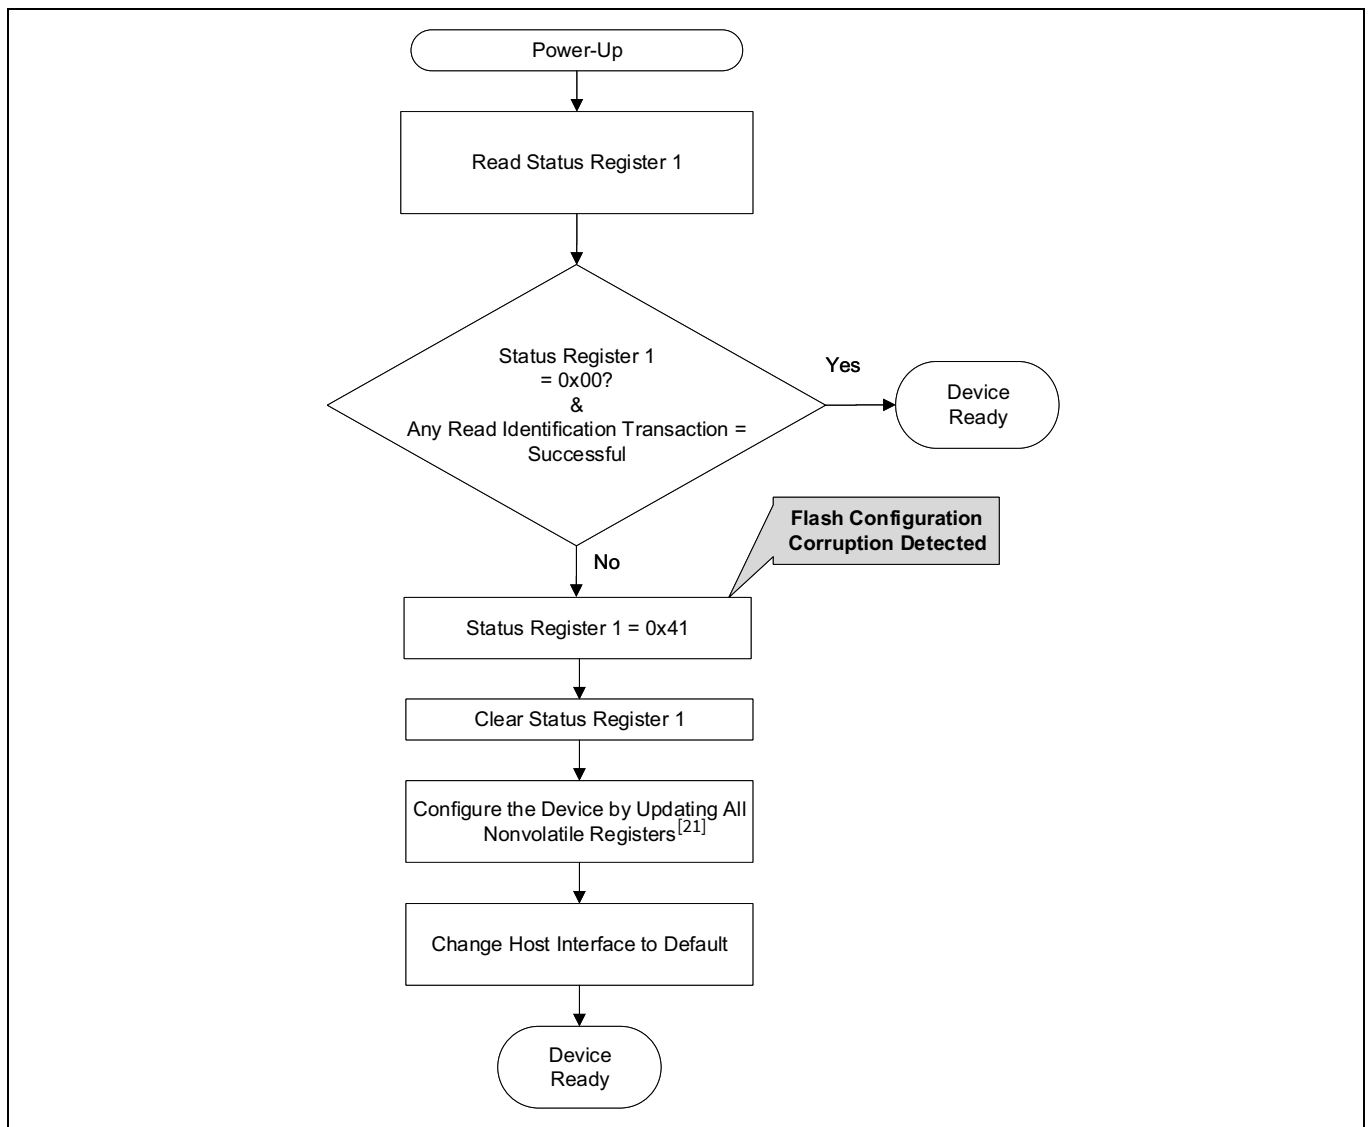 Power-Up
Read Status Register 1
Status Register 1
= 0x00?
&
Any Read Identification Transaction =
Successful
Yes
Device
Ready
Flash Configuration
Corruption Detected
No
Status Register 1 = 0x41
Clear Status Register 1
Configure the Device by Updating All
Nonvolatile Registers[21]
Change Host Interface to Default
Device
Ready